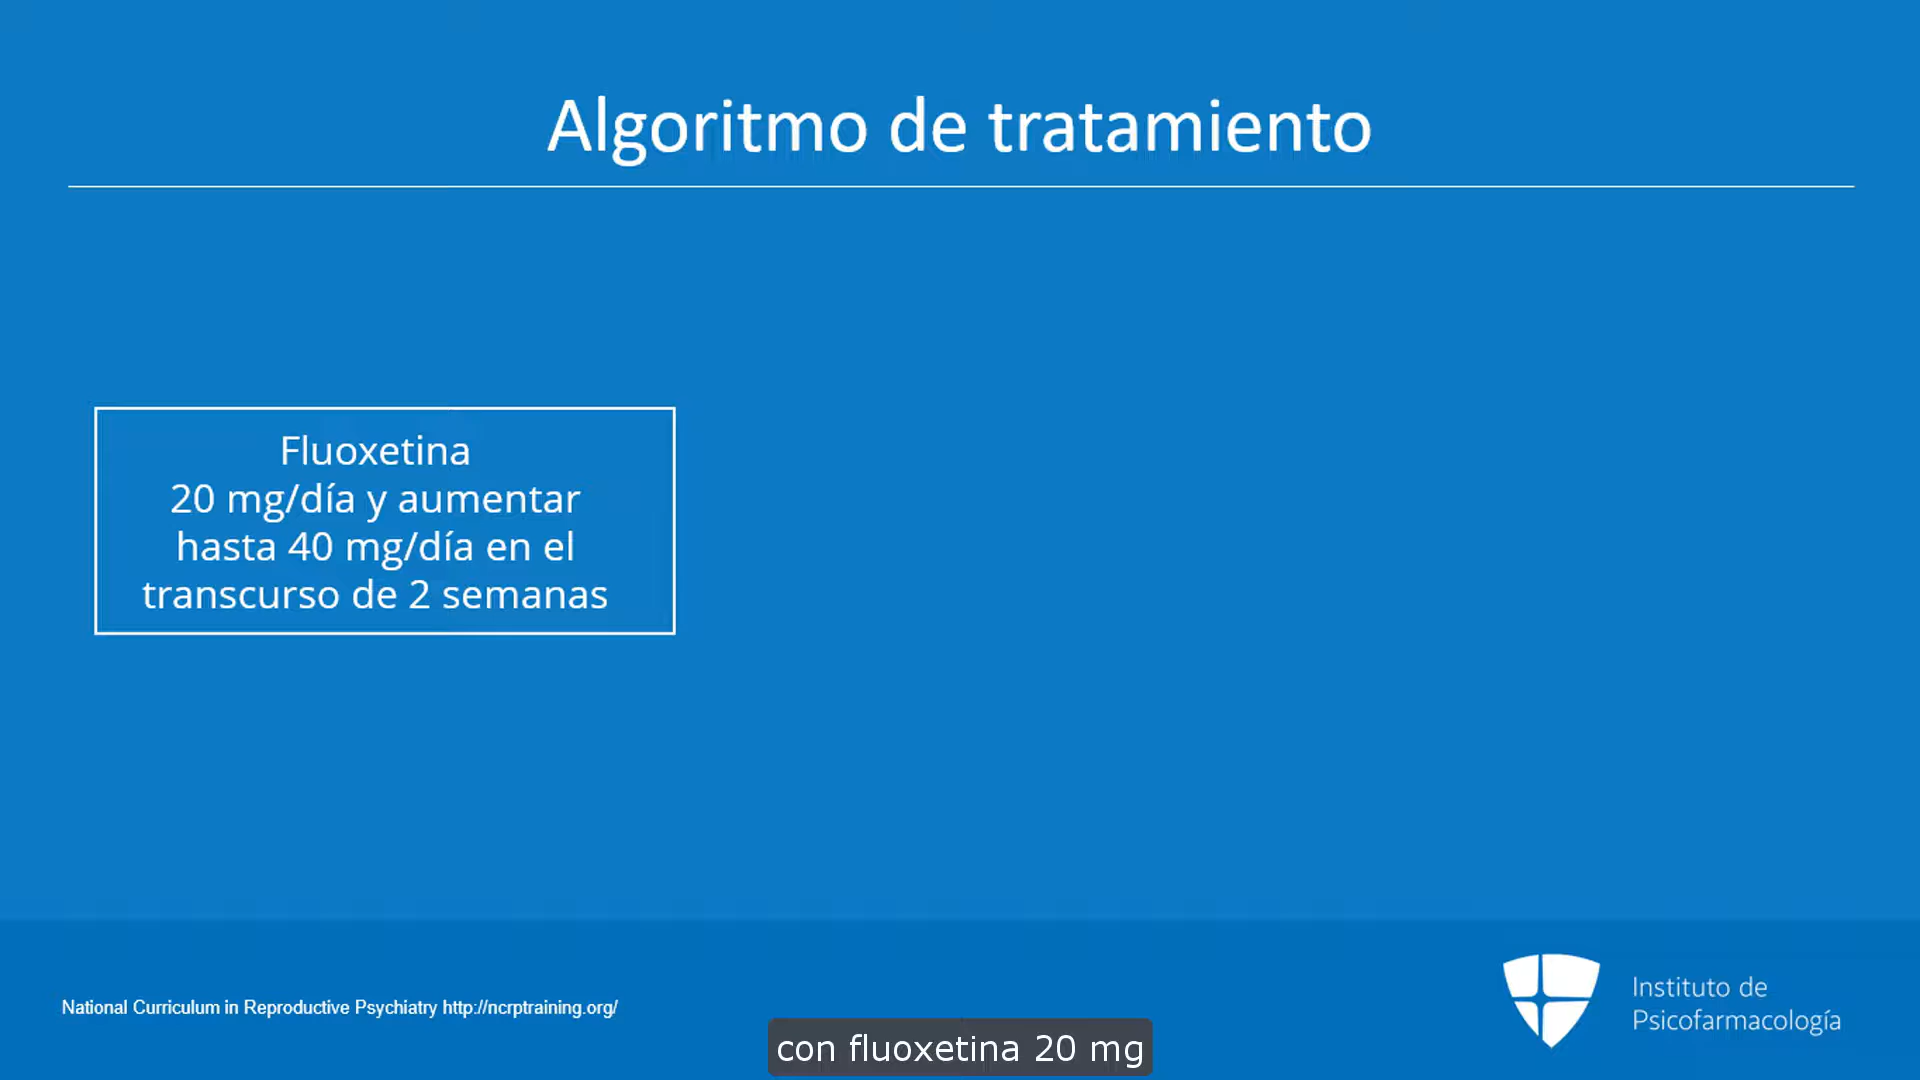 Algoritmo de tratamiento
Fluoxetina
20 mg/día y aumentar
hasta 40 mg/día en el
transcurso de 2 semanas
National Curriculum in Reproductive Psychiatry http://ncrptraining.org/
Instituto de
Psicofarmacología
con fluoxetina 20 mg